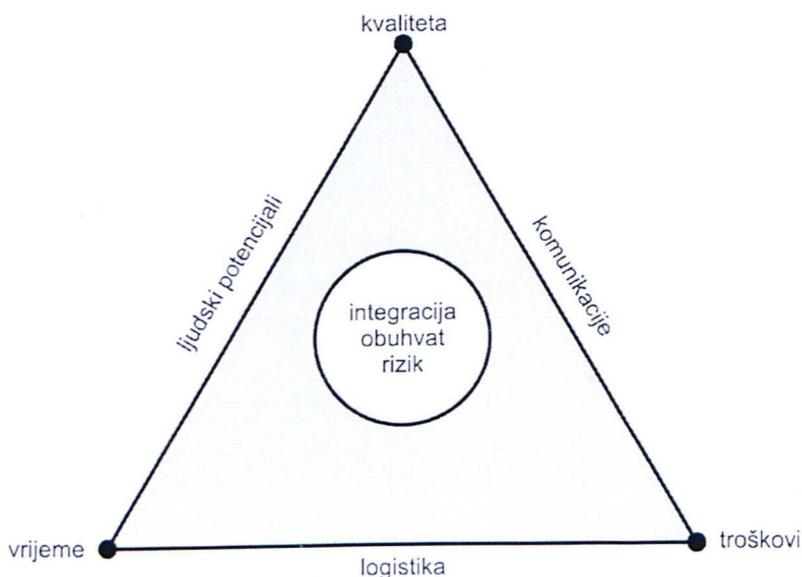 kvaliteta
ljudski potencijali
komunikacije
integracija
obuhvat
rizik
vrijeme
troškovi
logistika